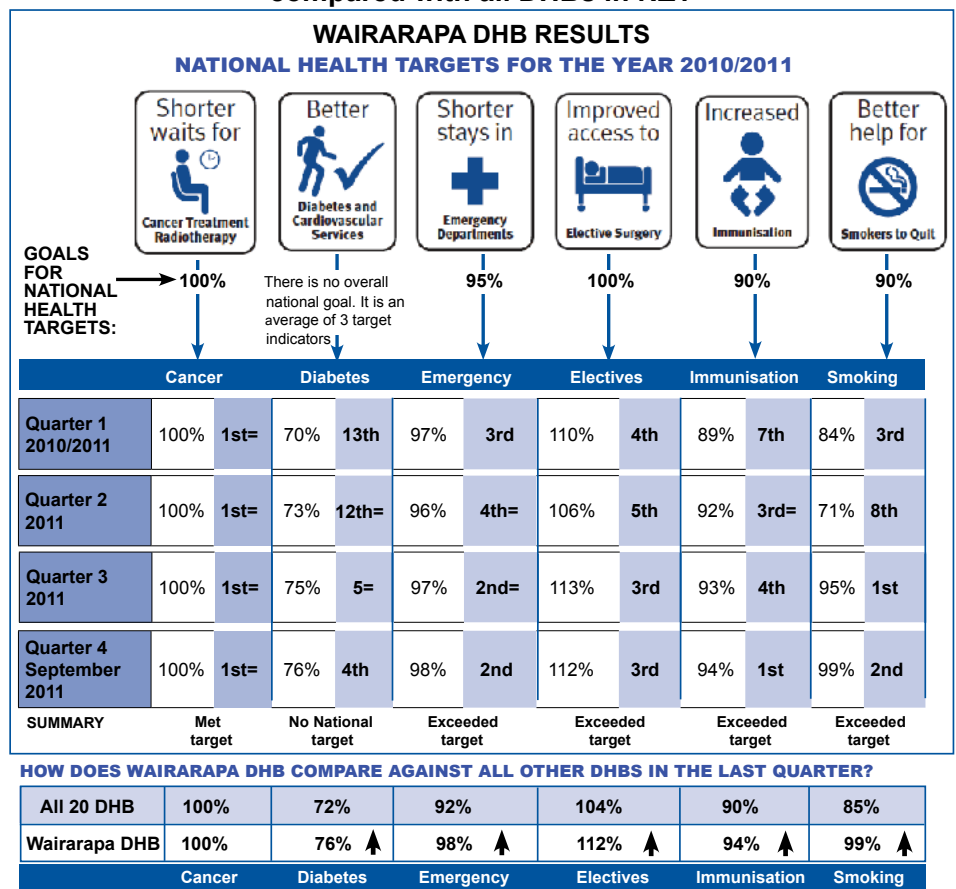 WAIRARAPA DHB RESULTS
NATIONAL HEALTH TARGETS FOR THE YEAR 2010/2011
Shorter
waits for
Cancer Treatment
Radiotherapy
Better
Diabetes and
Cardiovascular
Services
Shorter
stays in
Emergency
Departments
Improved
access to
Elective Surgery
Increased
Immunisation
Better
help for
Smokers to Quit
GOALS
FOR
NATIONAL
HEALTH
TARGETS:
100%
There is no overall
national goal. It is an
average of 3 target
indicators
95%
100%
90%
90%
Cancer Diabetes Emergency Electives Immunisation Smoking
Quarter 1
2010/2011
100% 1st= 70% 13th 97% 3rd 110% 4th 89% 7th 84% 3rd
Quarter 2
2011
100% 1st= 73% 12th= 96% 4th= 106% 5th 92% 3rd= 71% 8th
Quarter 3
2011
100% 1st= 75% 5= 97% 2nd= 113% 3rd 93% 4th 95% 1st
Quarter 4
September
2011
100% 1st= 76% 4th 98% 2nd 112% 3rd 94% 1st 99% 2nd
SUMMARY
Met
target
No National
target
Exceeded
target
Exceeded
target
Exceeded
target
Exceeded
target
HOW DOES WAIRARAPA DHB COMPARE AGAINST ALL OTHER DHBS IN THE LAST QUARTER?
All 20 DHB 100% 72% 92% 104% 90% 85%
Wairarapa DHB 100% 76% 98% 112% 94% 99%
Cancer Diabetes Emergency Electives Immunisation Smoking